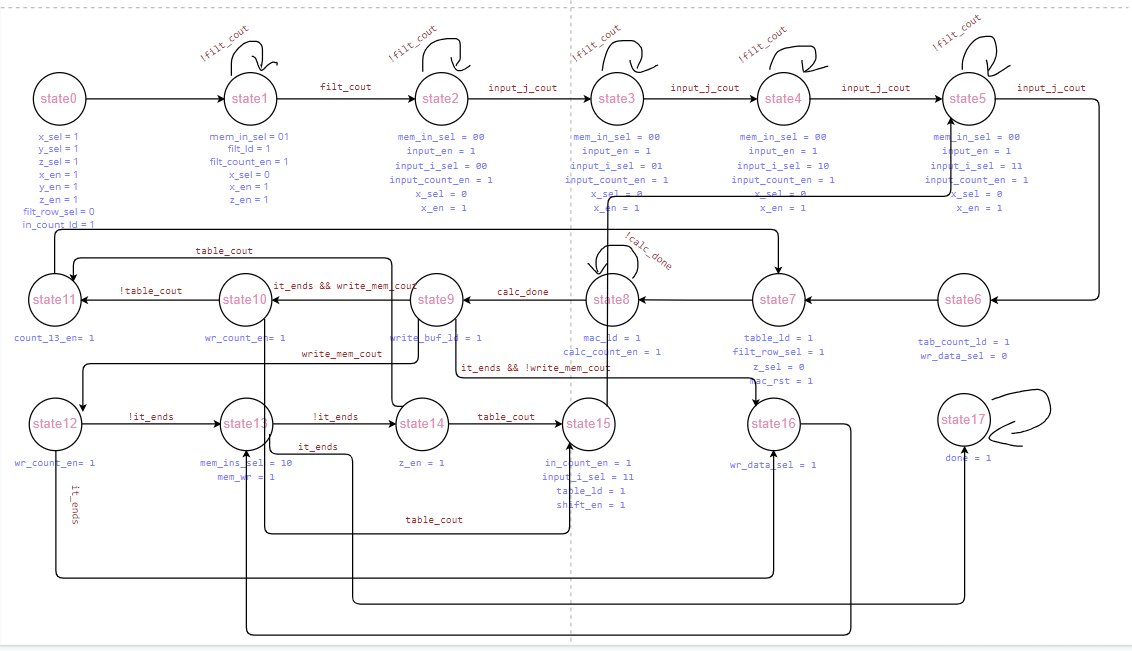 !filt_cout
!filt_cout
!filt_cout
!filt_cout
!filt_cout
state0
state1
filt_cout
state2
input_j_cout
state3
input_j_cout
state4
input_j_cout
state5
input_j_cout
x_sel = 1
y_sel = 1
z_sel = 1
x_en = 1
y_en = 1
z_en = 1
filt_row_sel = 0
in_count_ld = 1
mem_in_sel = 01
filt_ld = 1
filt_count_en = 1
x_sel = 0
x_en = 1
z_en = 1
mem_in_sel = 00
input_en = 1
input_i_sel = 00
input_count_en = 1
x_sel = 0
x_en = 1
mem_in_sel = 00
input_en = 1
input_i_sel = 01
input_count_en = 1
x_sel = 0
x_en = 1
mem_in_sel = 00
input_en = 1
input_i_sel = 10
input_count_en = 1
x_sel = 0
x_en = 1
mem_in_sel = 00
input_en = 1
input_i_sel = 11
input_count_en = 1
x_sel = 0
x_en = 1
table_cout
!calc_done
state11
!table_cout
state10
it_ends && write_mem_cout
state9
calc_done
state8
state7
state6
count_13_en= 1
wr_count_en= 1
write_buf_ld = 1
mac_ld = 1
calc_count_en = 1
table_ld = 1
filt_row_sel = 1
z_sel = 0
mac_rst = 1
tab_count_ld = 1
wr_data_sel = 0
write_mem_cout
it_ends && !write_mem_cout
state12
!it_ends
state13
!it_ends
state14
table_cout
state15
state16
state17
wr_count_en= 1
mem_ins_sel = 10
mem_wr = 1
it_ends
z_en = 1
in_count_en = 1
input_i_sel = 11
table_ld = 1
shift_en = 1
wr_data_sel = 1
done = 1
it_ends
table_cout